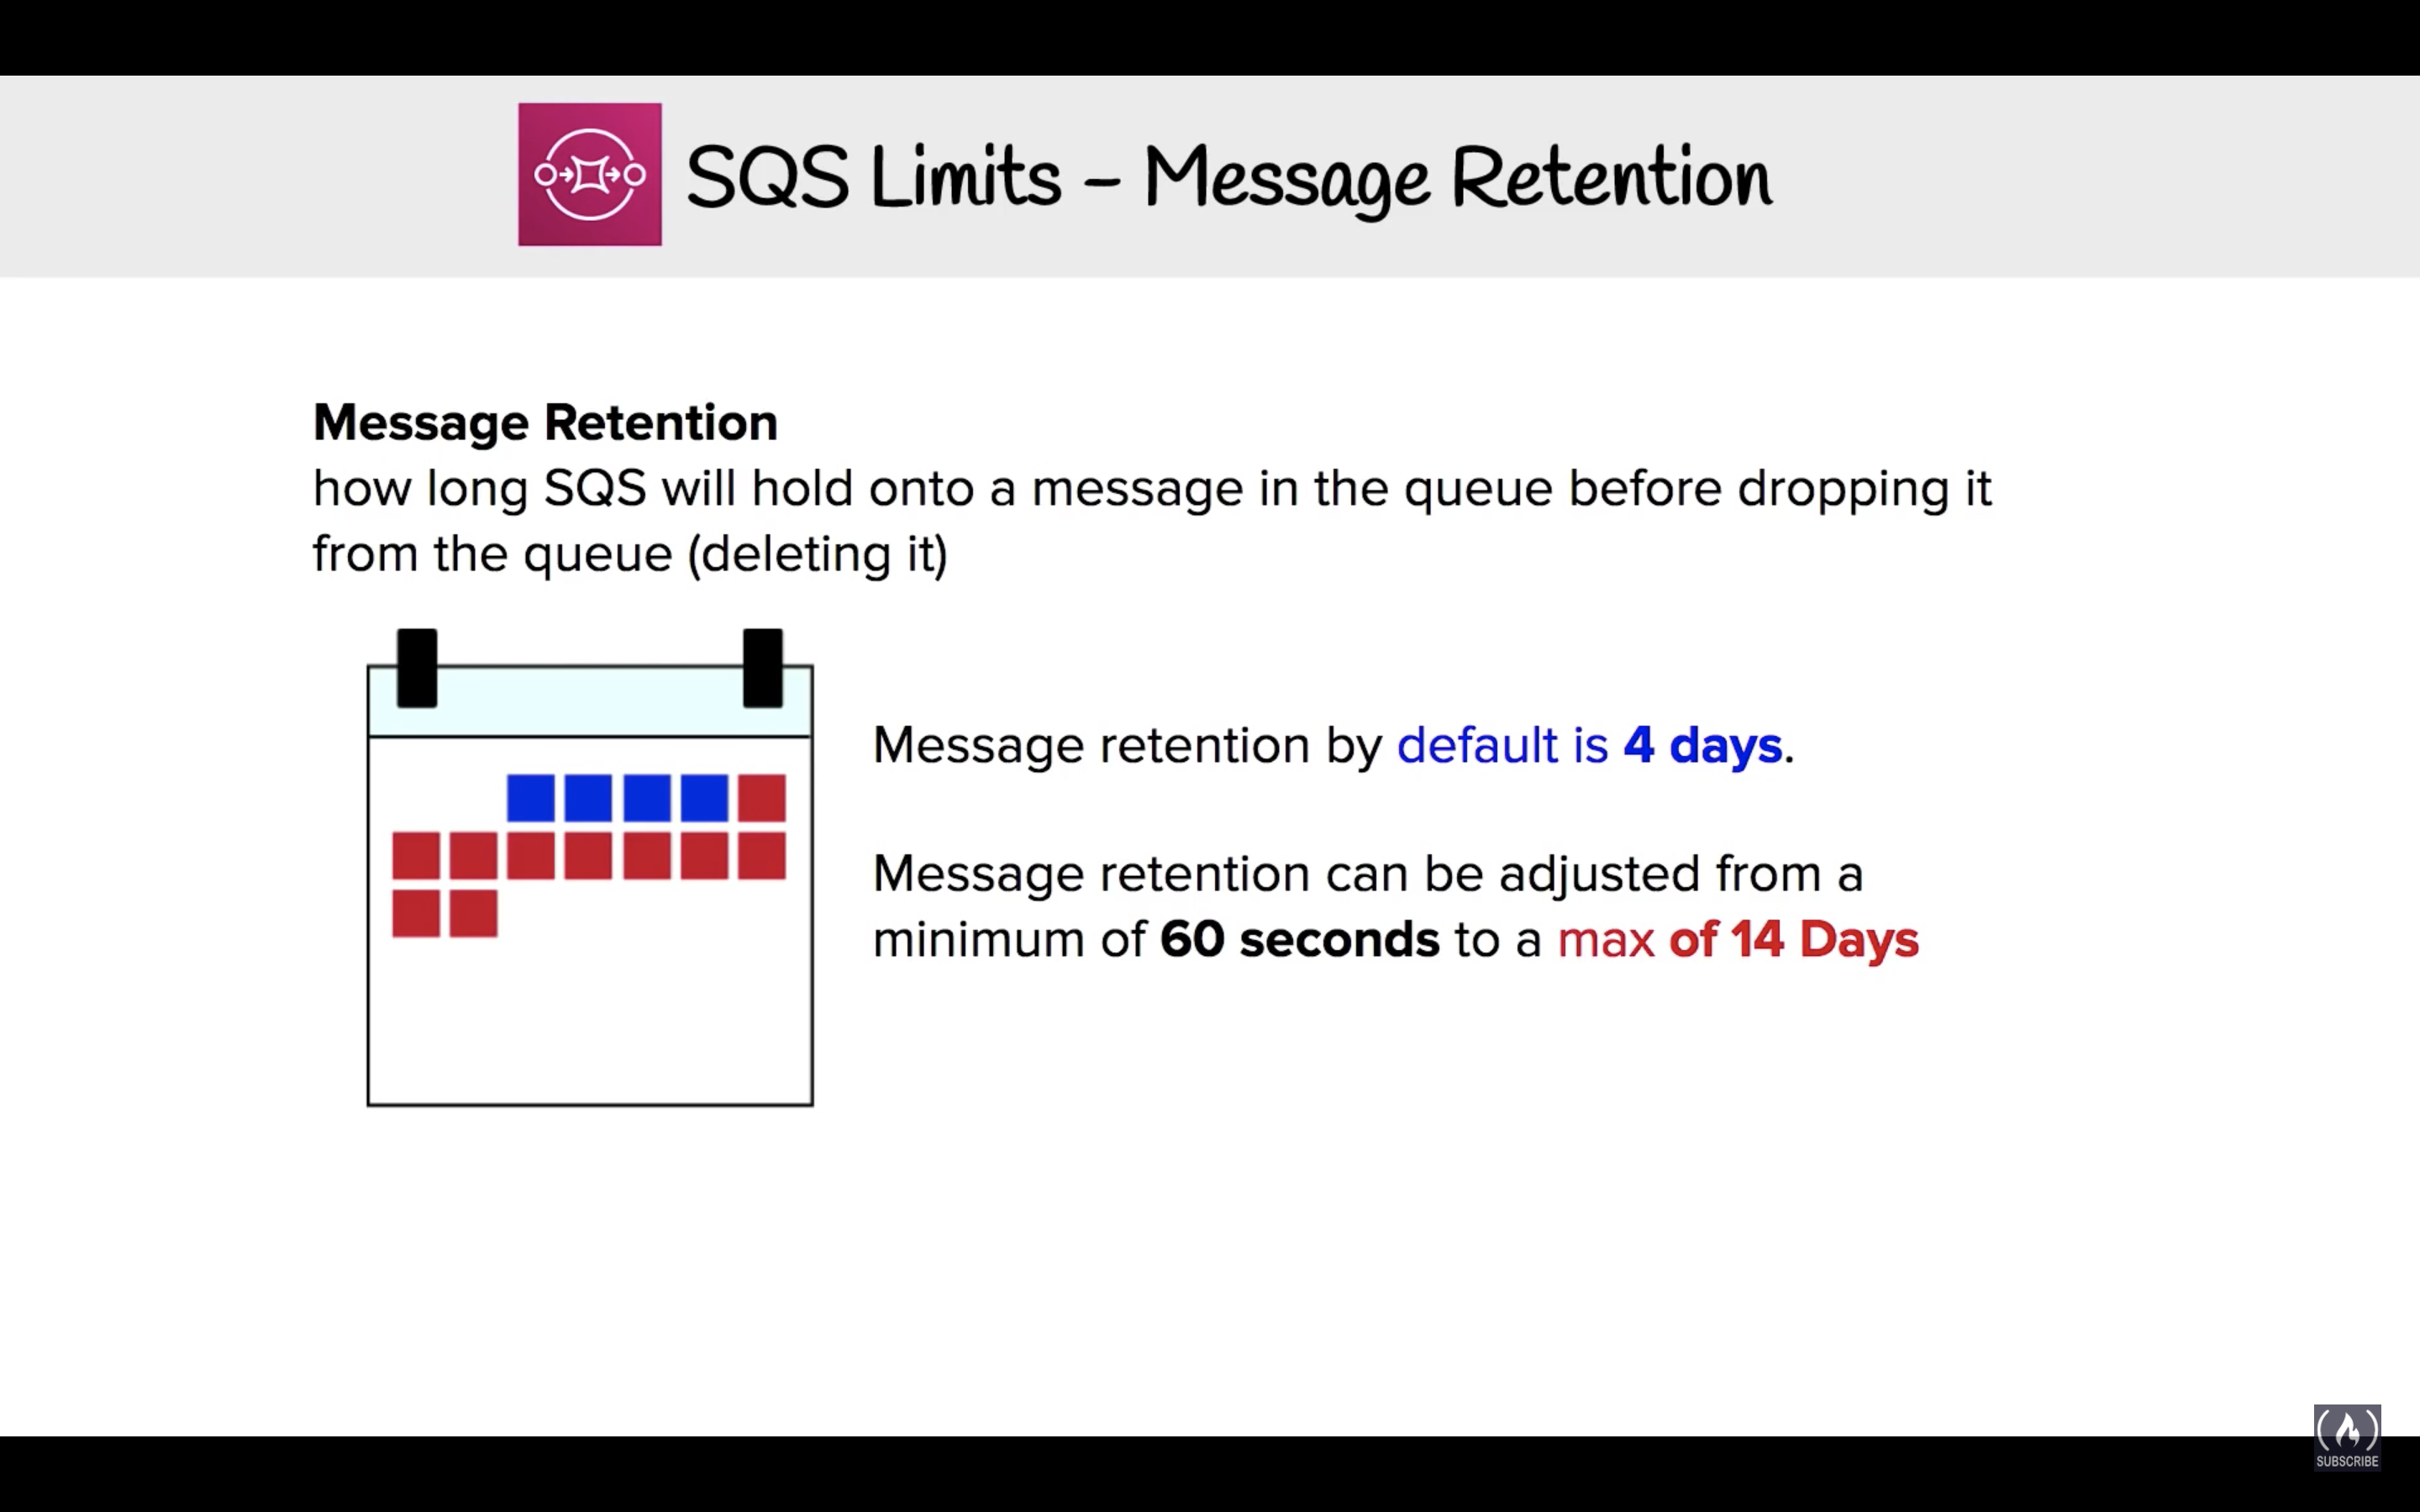 SQS Limits – Message Retention
Message Retention
how long SQS will hold onto a message in the queue before dropping it
from the queue (deleting it)
Message retention by default is 4 days.
Message retention can be adjusted from a
minimum of 60 seconds to a max of 14 Days
SUBSCRIBE